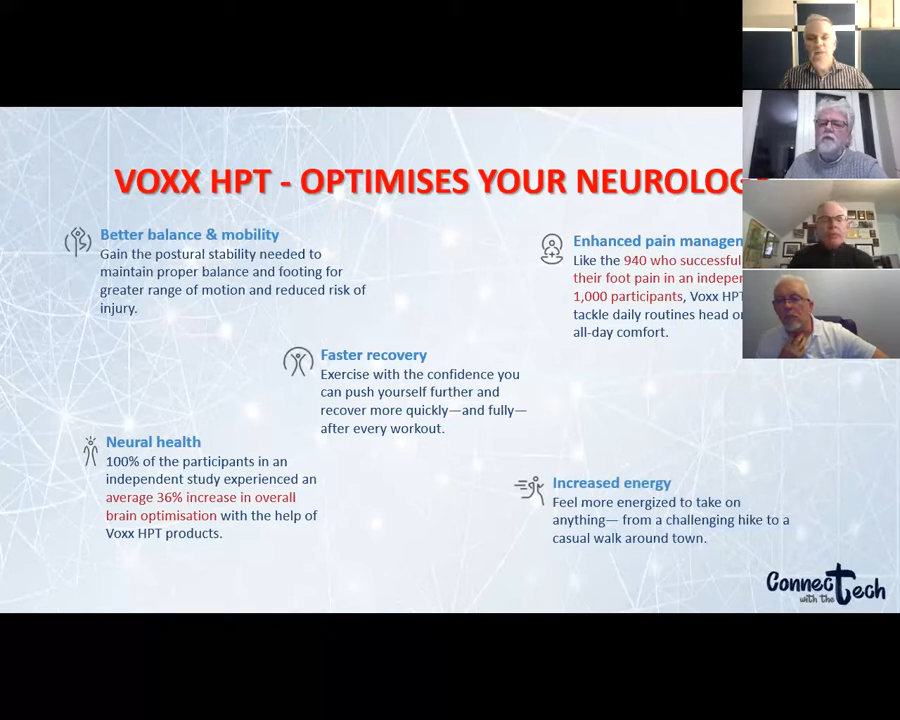 VOXX HPT - OPTIMISES YOUR NEUROLOG
Better balance & mobility
Gain the postural stability needed to
maintain proper balance and footing for
greater range of motion and reduced risk of
injury.
Enhanced pain
Like the 940 who successful
their foot pain in an
1,000 participants, Voxx HPT
tackle daily routines head
all-day comfort.
Faster recovery
Exercise with the confidence you
can push yourself further and
recover more quickly—and fully—
after every workout.
Neural health
100% of the participants in an
independent study experienced an
average 36% increase in overall
brain optimisation with the help of
Voxx HPT products.
Increased energy
Feel more energized to take on
anything— from a challenging hike to a
casual walk around town.
Connect
with the Tech